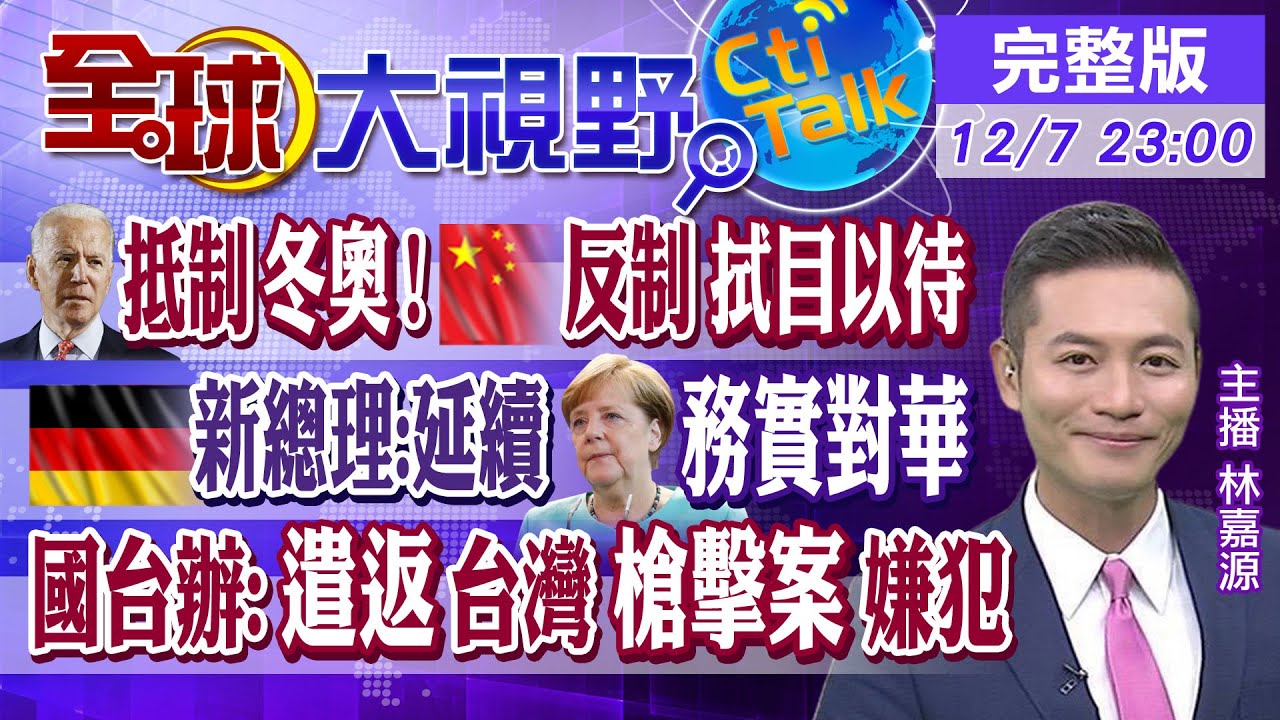 全球大視野
Cti
Talk
完整版
12/7 23:00
抵制冬奧! 反制 拭目以待
新總理:延續 務實對華
國台辦: 遣返 台灣 槍擊案 嫌犯
主播 林嘉源